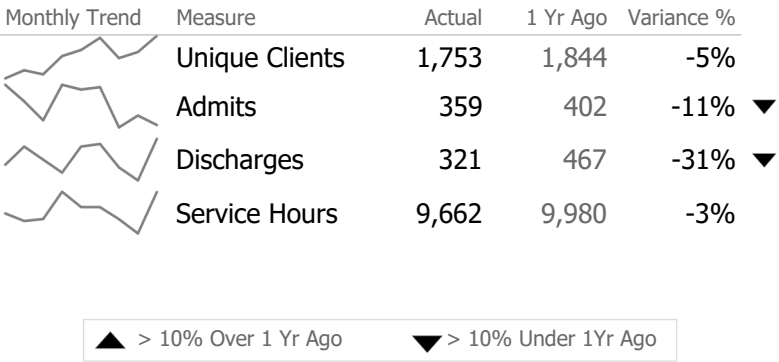 Monthly Trend Measure Actual 1 Yr Ago Variance %
Unique Clients 1,753 1,844 -5%
Admits 359 402 -11% ▼
Discharges 321 467 -31% ▼
Service Hours 9,662 9,980 -3%
▲ > 10% Over 1 Yr Ago ▼ > 10% Under 1Yr Ago